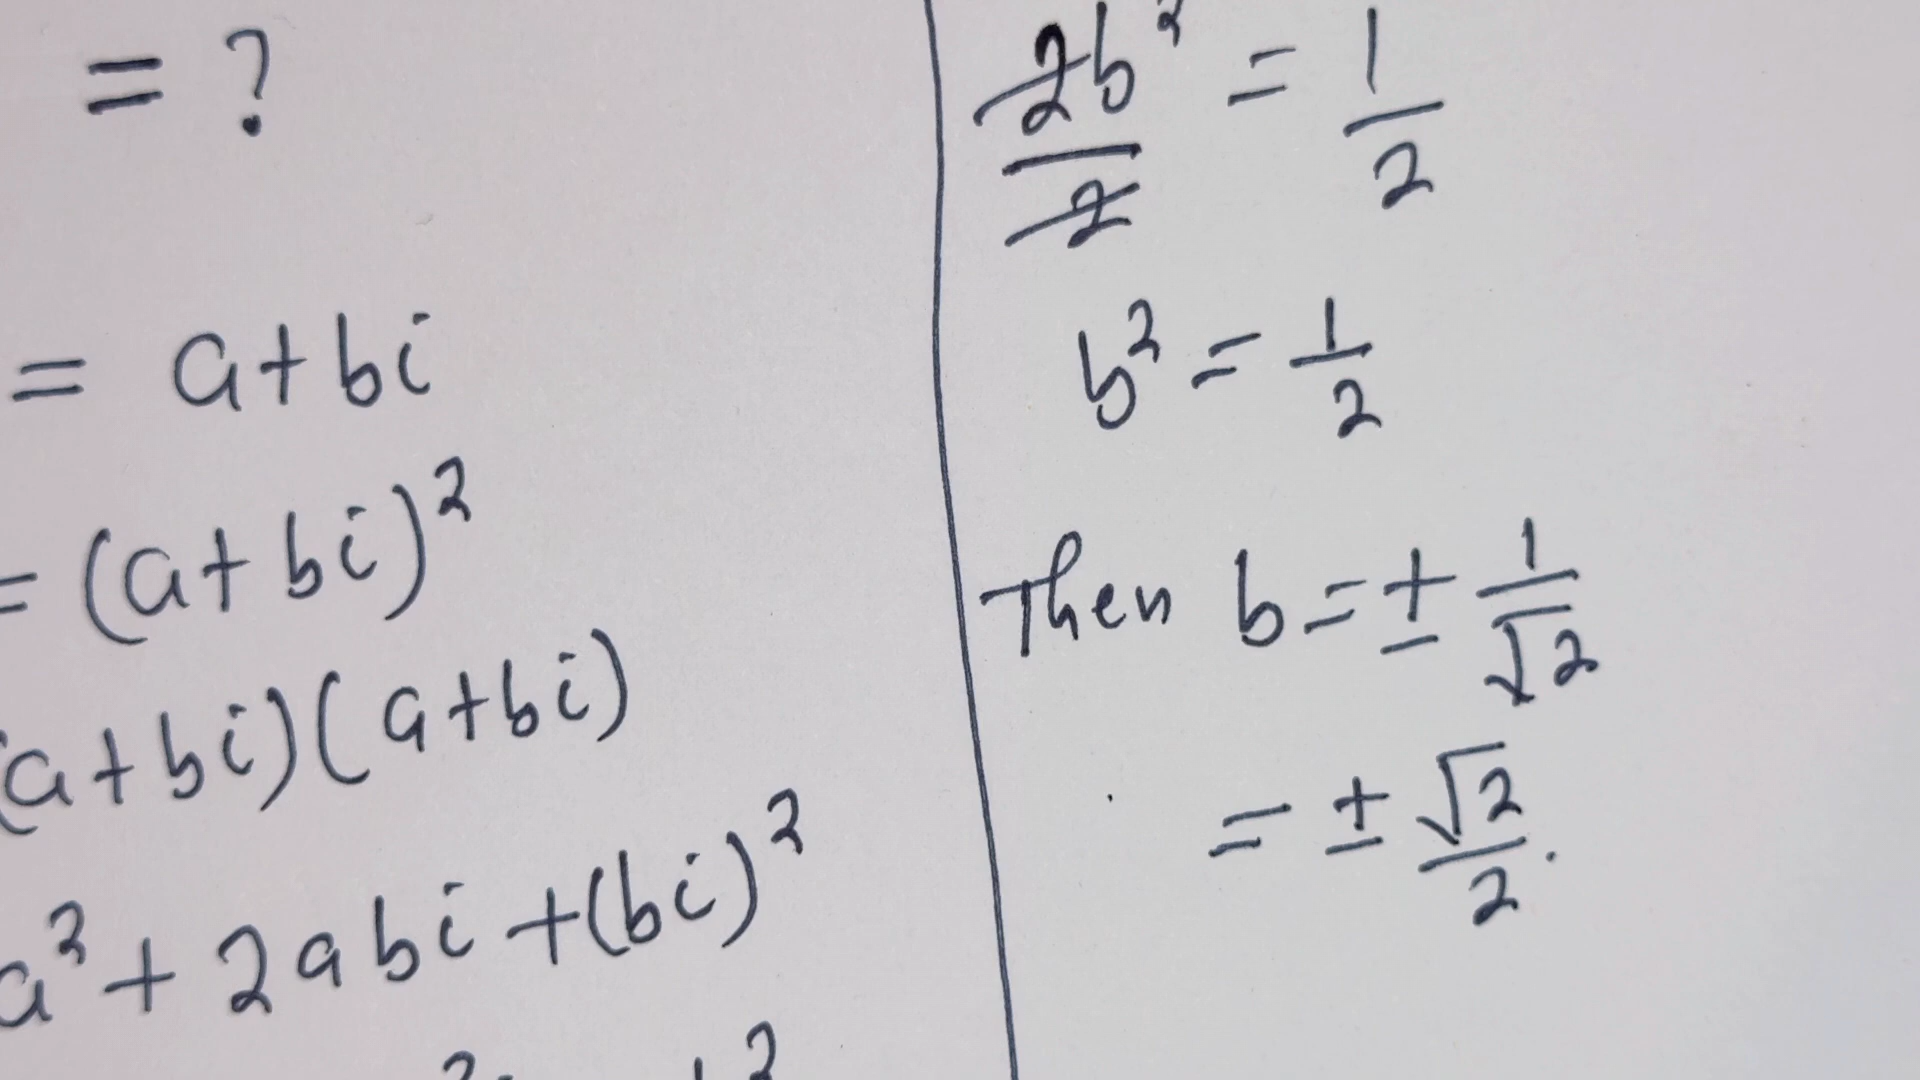 = ?
= a+bi
= (a+bi)²
(a+bi)(a+bi)
a²+2abi+(bi)²
2b²/2 = 1/2
b² = 1/2
Then b = ± 1/√2
= ± √2/2.